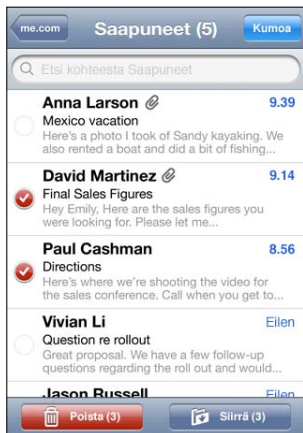 me.com
Saapuneet (5)
Kumoa
Etsi kohteesta Saapuneet
Anna Larson
9.39
Mexico vacation
Here's a photo I took of Sandy kayaking. We
also rented a boat and did a bit of fishing...
David Martinez
9.14
Final Sales Figures
Hey Emily, Here are the sales figures you
were looking for. Please let me...
Paul Cashman
8.56
Directions
Here's where we're shooting the video for
the sales conference. Call when you get to...
Vivian Li
Eilen
Question re rollout
Great proposal. We have a few follow-up
questions regarding the roll out and would...
Jason Russell
Eilen
Poista (3)
Siirrä (3)